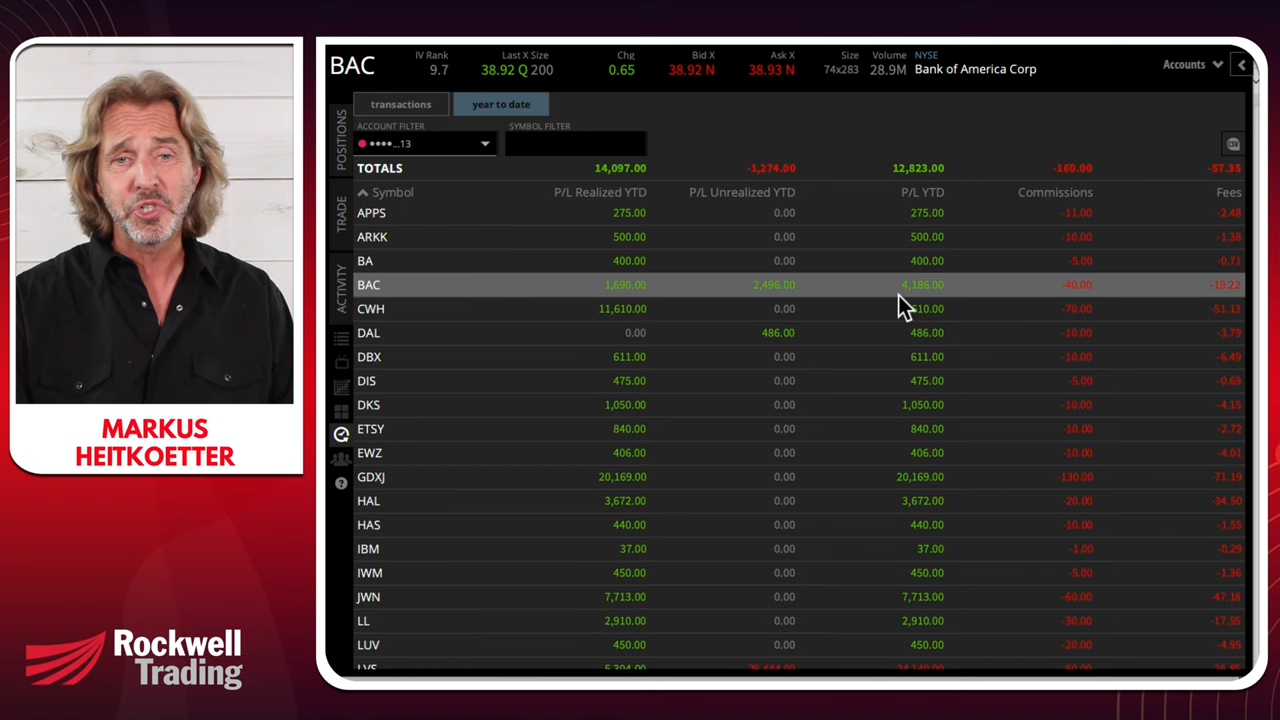 BAC
IV Rank
9.7
Last X Size
38.92 Q 200
Chg
0.65
Bid X
38.92 N
Ask X
38.93 N
Size
74x283
Volume
28.9M
NYSE
Bank of America Corp
Accounts
POSITIONS
TRADE
ACTIVITY
transactions year to date
ACCOUNT FILTER SYMBOL FILTER
●●●●...13
CSV
TOTALS 14,097.00 -1,274.00 12,823.00 -160.00 -57.35
Symbol P/L Realized YTD P/L Unrealized YTD P/L YTD Commissions Fees
APPS 275.00 0.00 275.00 -11.00 -2.48
ARKK 500.00 0.00 500.00 -10.00 -1.38
BA 400.00 0.00 400.00 -5.00 -0.71
BAC 1,690.00 2,496.00 4,186.00 -40.00 -19.22
CWH 11,610.00 0.00 610.00 -70.00 -51.13
DAL 0.00 486.00 486.00 -10.00 -3.79
DBX 611.00 0.00 611.00 -10.00 -6.49
DIS 475.00 0.00 475.00 -5.00 -0.69
DKS 1,050.00 0.00 1,050.00 -10.00 -4.15
ETSY 840.00 0.00 840.00 -10.00 -2.72
EWZ 406.00 0.00 406.00 -10.00 -4.01
GDXJ 20,169.00 0.00 20,169.00 -130.00 -71.19
HAL 3,672.00 0.00 3,672.00 -20.00 -34.50
HAS 440.00 0.00 440.00 -10.00 -1.55
IBM 37.00 0.00 37.00 -1.00 -0.29
IWM 450.00 0.00 450.00 -5.00 -1.36
JWN 7,713.00 0.00 7,713.00 -60.00 -47.18
LL 2,910.00 0.00 2,910.00 -30.00 -17.55
LUV 450.00 0.00 450.00 -20.00 -4.95
MARKUS
HEITKOETTER
Rockwell
Trading